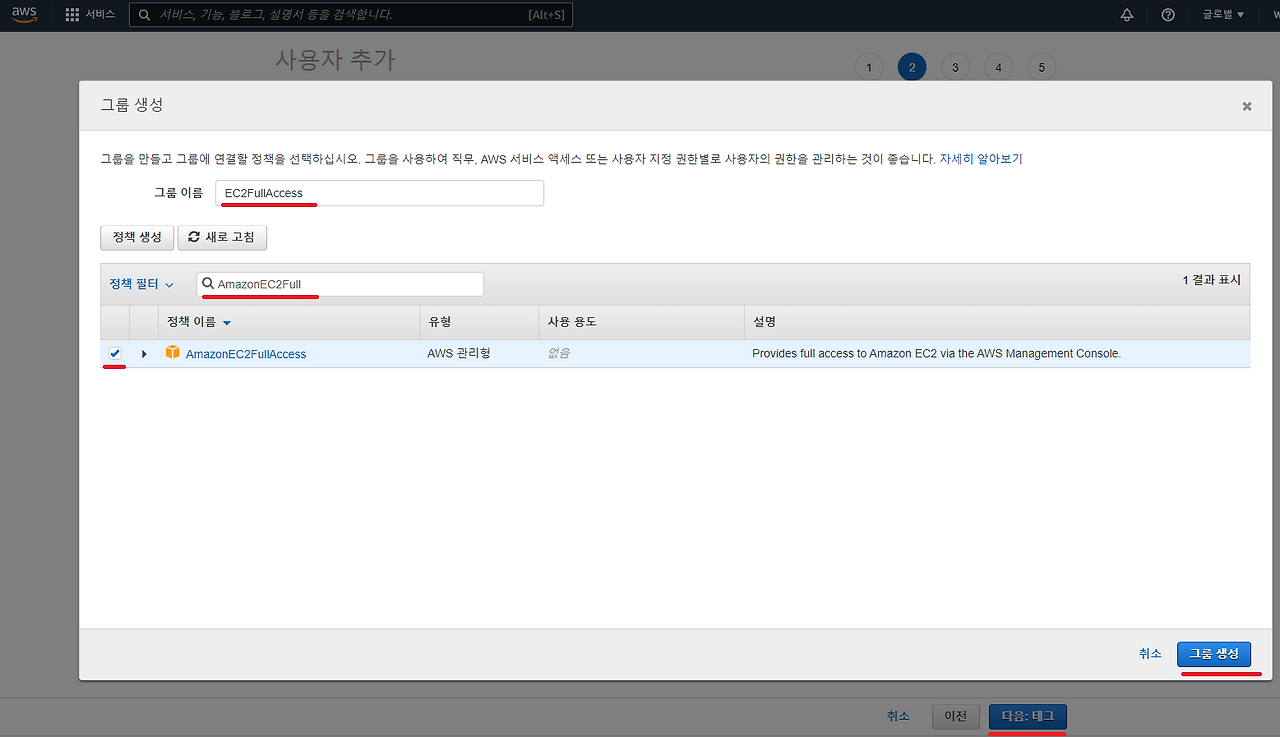 aws 서비스 서비스, 기능, 블로그, 설명서 등을 검색합니다. [Alt+S] 글로벌 ▼
사용자 추가 1 2 3 4 5
그룹 생성
그룹을 만들고 그룹에 연결할 정책을 선택하십시오. 그룹을 사용하여 직무, AWS 서비스 액세스 또는 사용자 지정 권한별로 사용자의 권한을 관리하는 것이 좋습니다. 자세히 알아보기
그룹 이름 EC2FullAccess
정책 생성 새로 고침
정책 필터 AmazonEC2Full 1 결과 표시
정책 이름 유형 사용 용도 설명
AmazonEC2FullAccess AWS 관리형 없음 Provides full access to Amazon EC2 via the AWS Management Console.
취소 그룹 생성
취소 이전 다음: 태그